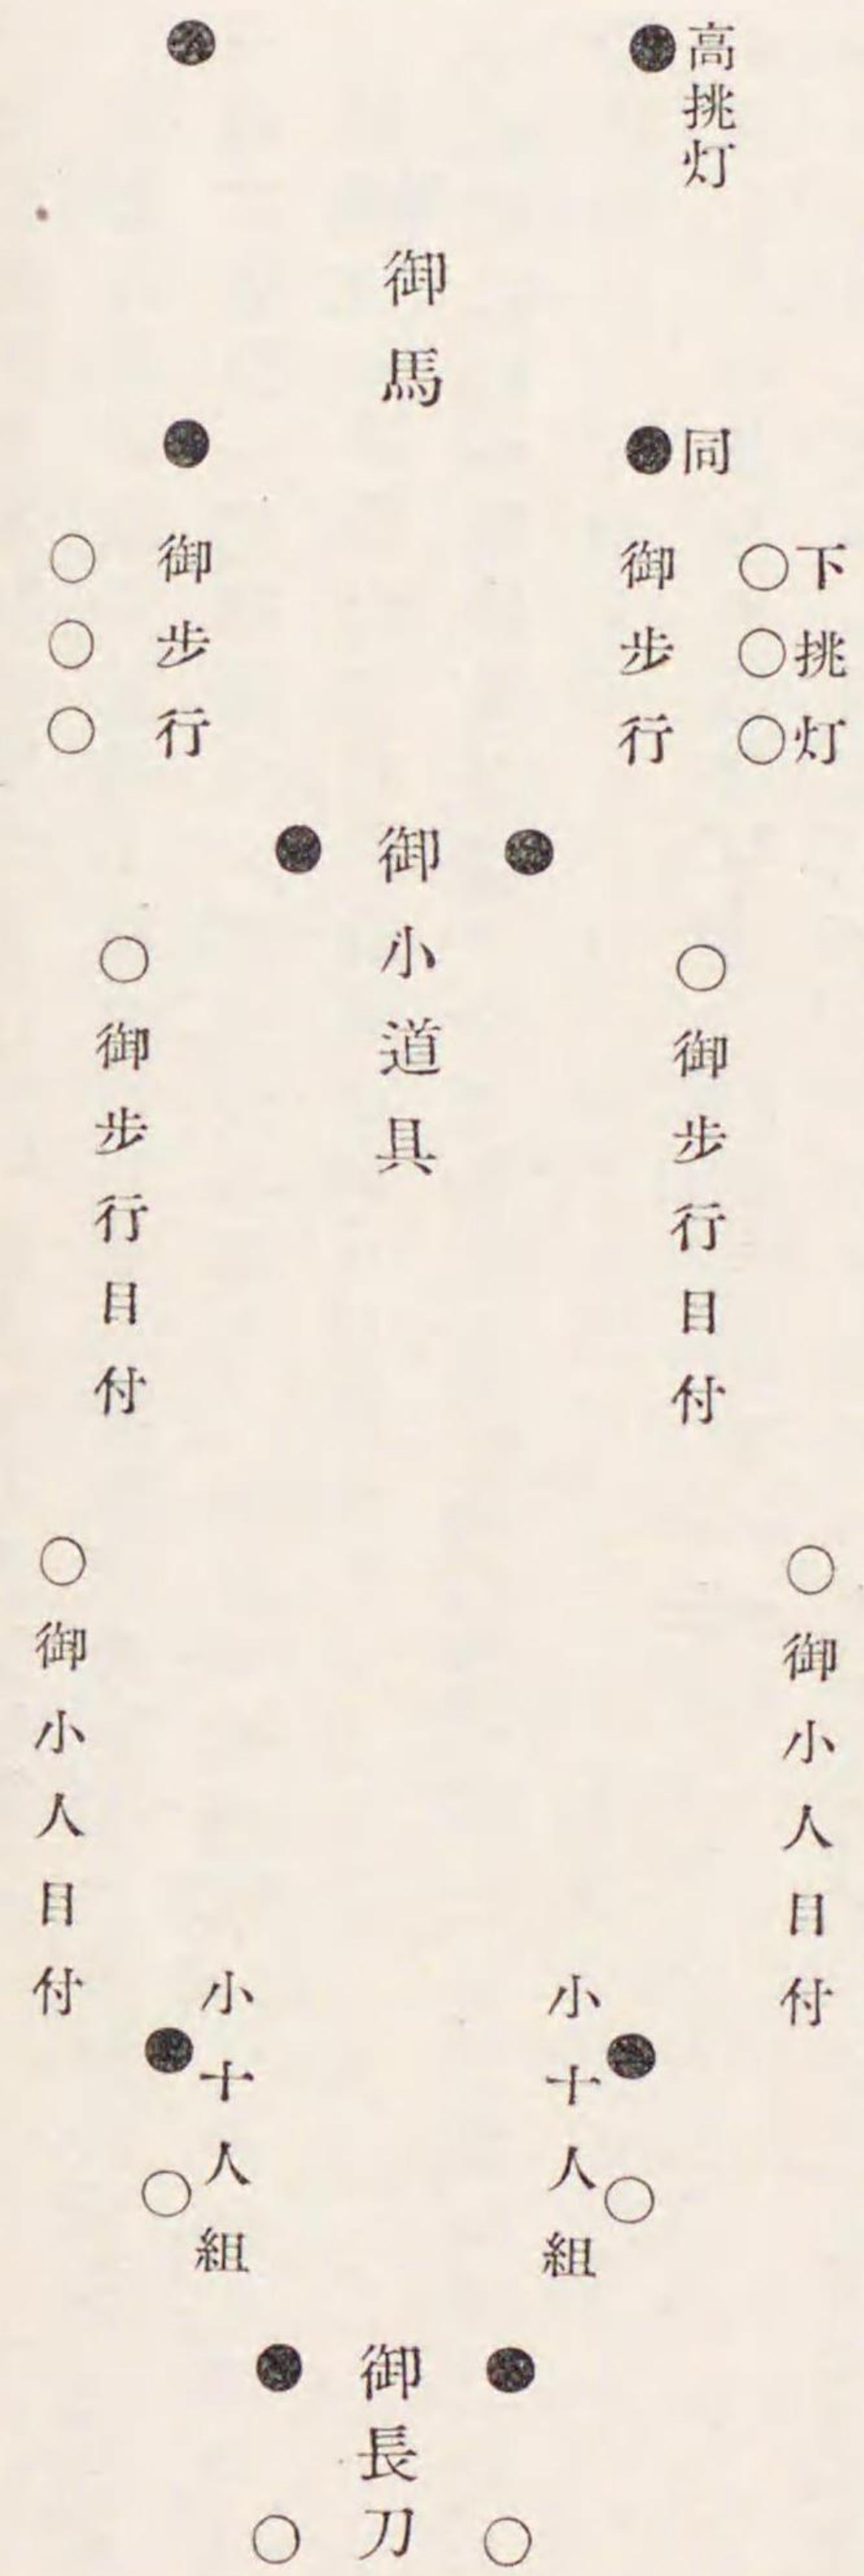 ●高挑灯
●
御馬
●同
●
○○○下挑灯
御歩行
御歩行
○○○
●御小道具●
○御歩行目付
○御歩行目付
○御小人目付
○御小人目付
●○小十人組
小十人組●○
●○御長刀●○